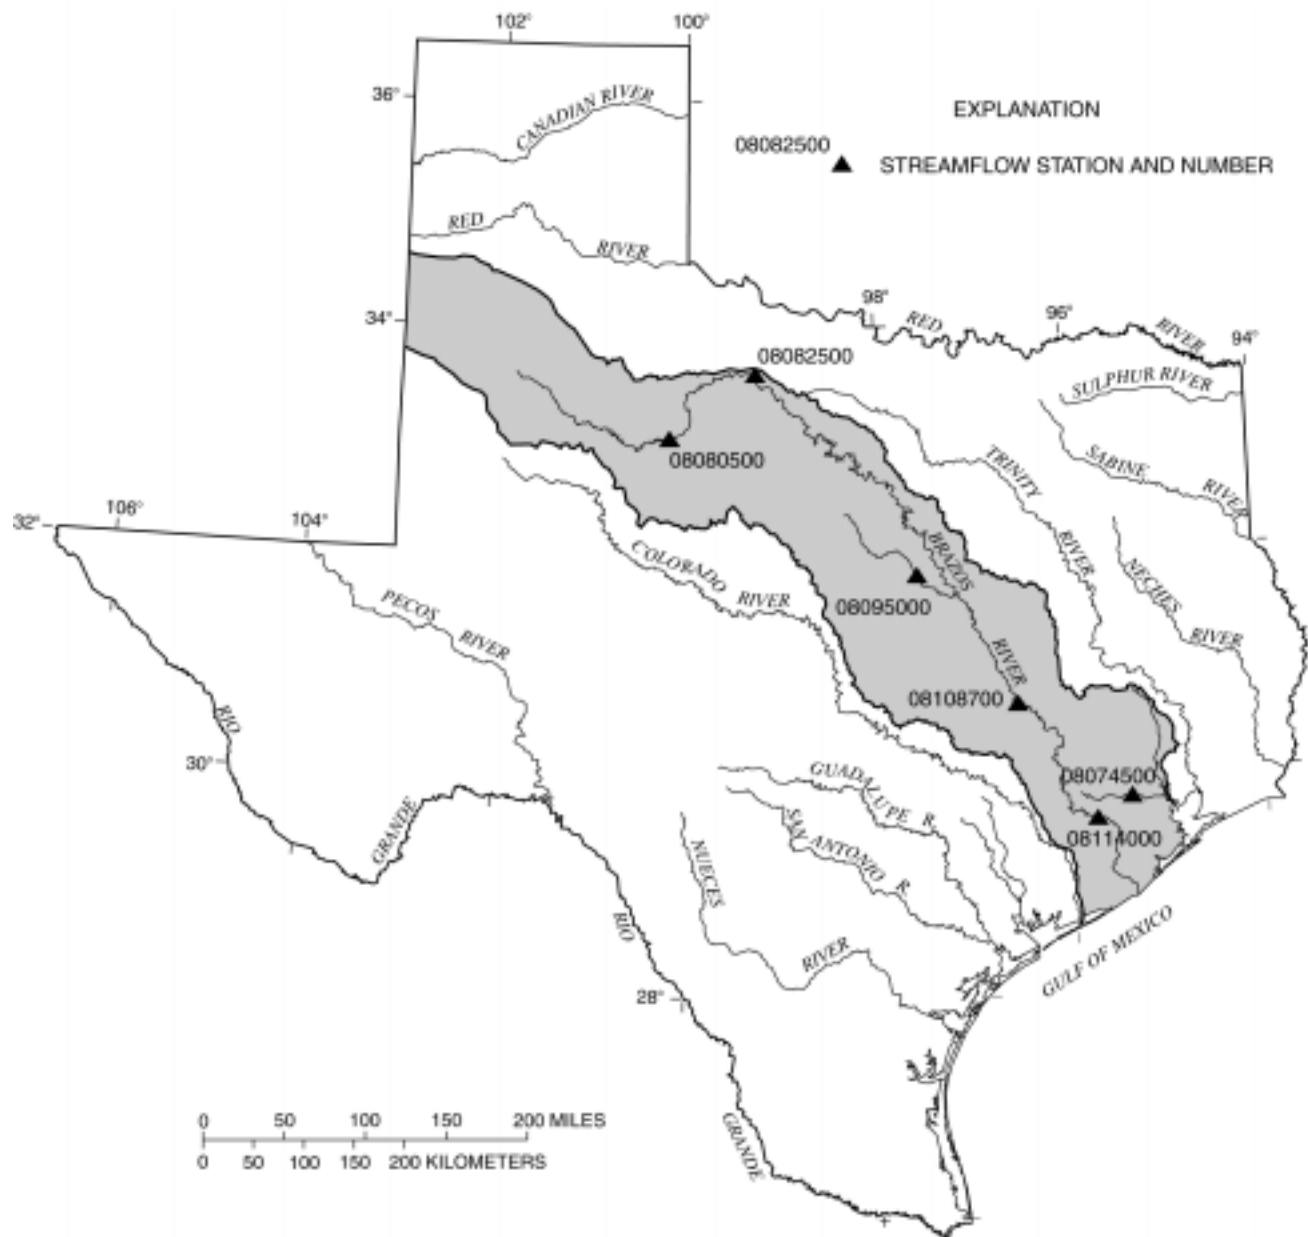 102°
100°
36°
CANADIAN RIVER
EXPLANATION
08082500
STREAMFLOW STATION AND NUMBER
RED
RIVER
34°
98°
RED
96°
RIVER
94°
08082500
SULPHUR RIVER
08080500
TRINITY
RIVER
SABINE
RIVER
32°
106°
104°
COLORADO
RIVER
BRAZOS
RIVER
NECHES
RIVER
PECOS
RIVER
08095000
08108700
RIO
GRANDE
30°
GUADALUPE R.
08074500
08114000
SAN ANTONIO R.
NUECES
RIVER
RIO
GULF OF MEXICO
28°
GRANDE
0 50 100 150 200 MILES
0 50 100 150 200 KILOMETERS